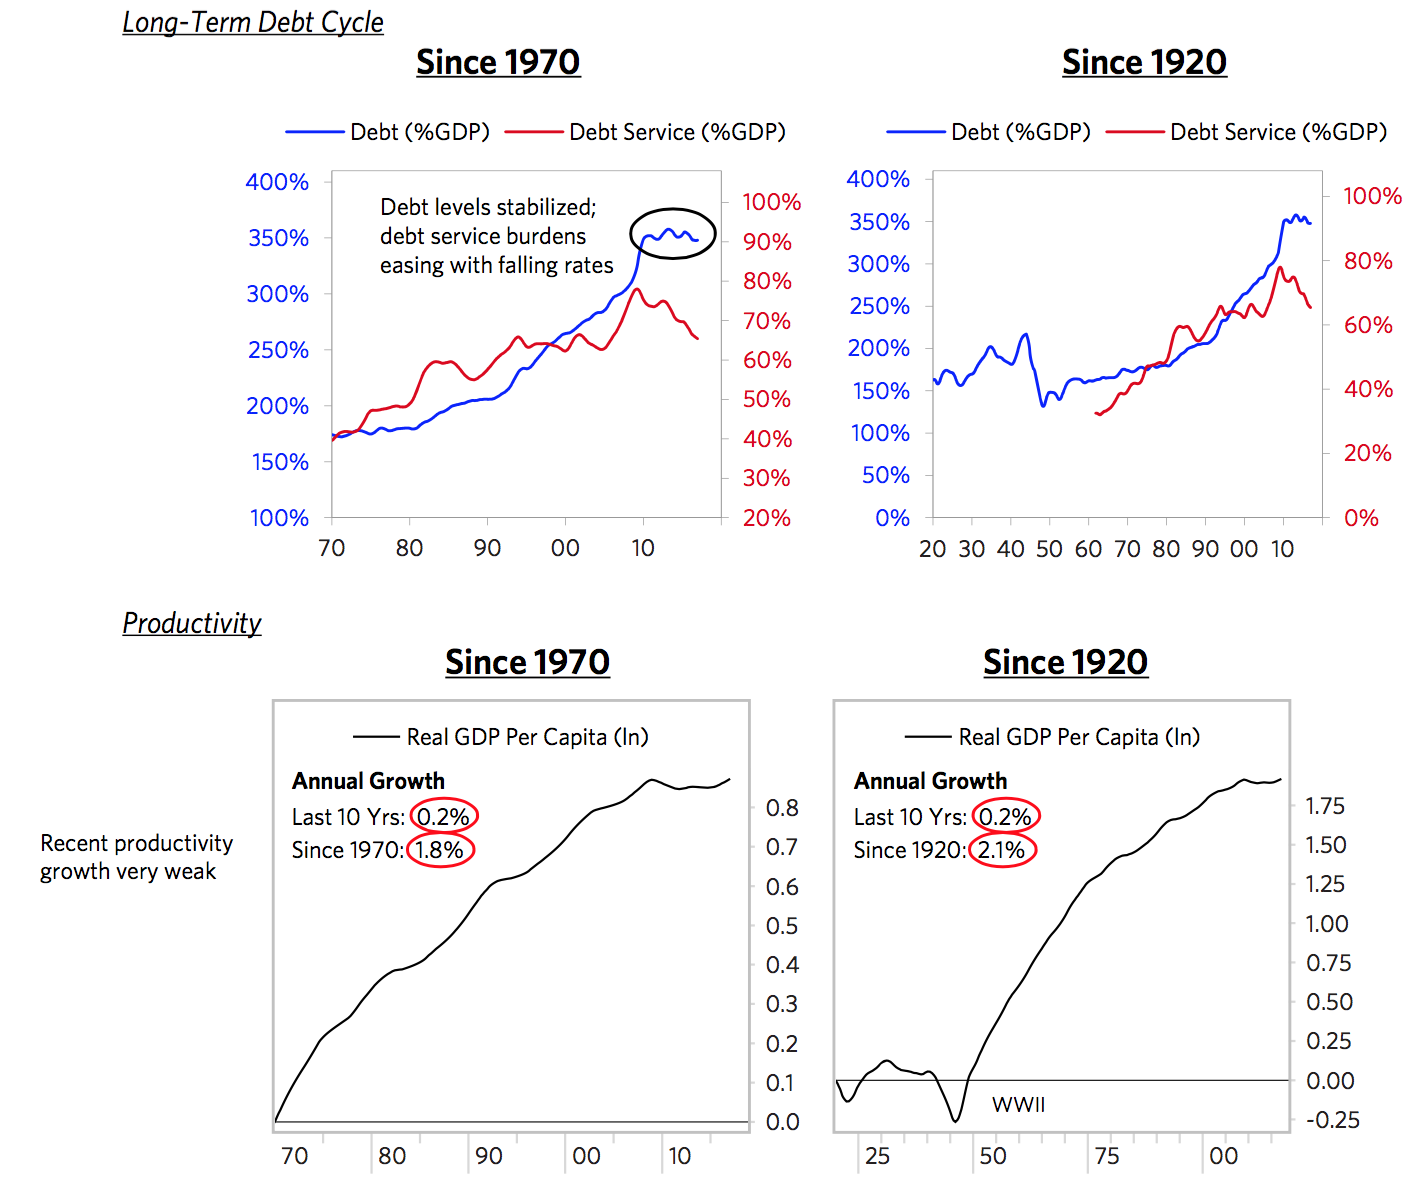 Long-Term Debt Cycle
Since 1970
Since 1920
Debt (%GDP) Debt Service (%GDP)
Debt (%GDP) Debt Service (%GDP)
400%
350%
300%
250%
200%
150%
100%
Debt levels stabilized;
debt service burdens
easing with falling rates
100%
90%
80%
70%
60%
50%
40%
30%
20%
70 80 90 00 10
400%
350%
300%
250%
200%
150%
100%
50%
0%
100%
80%
60%
40%
20%
0%
20 30 40 50 60 70 80 90 00 10
Productivity
Since 1970
Since 1920
Recent productivity
growth very weak
Real GDP Per Capita (ln)
Annual Growth
Last 10 Yrs: 0.2%
Since 1970: 1.8%
0.8
0.7
0.6
0.5
0.4
0.3
0.2
0.1
0.0
70 80 90 00 10
Real GDP Per Capita (ln)
Annual Growth
Last 10 Yrs: 0.2%
Since 1920: 2.1%
WWII
1.75
1.50
1.25
1.00
0.75
0.50
0.25
0.00
-0.25
25 50 75 00